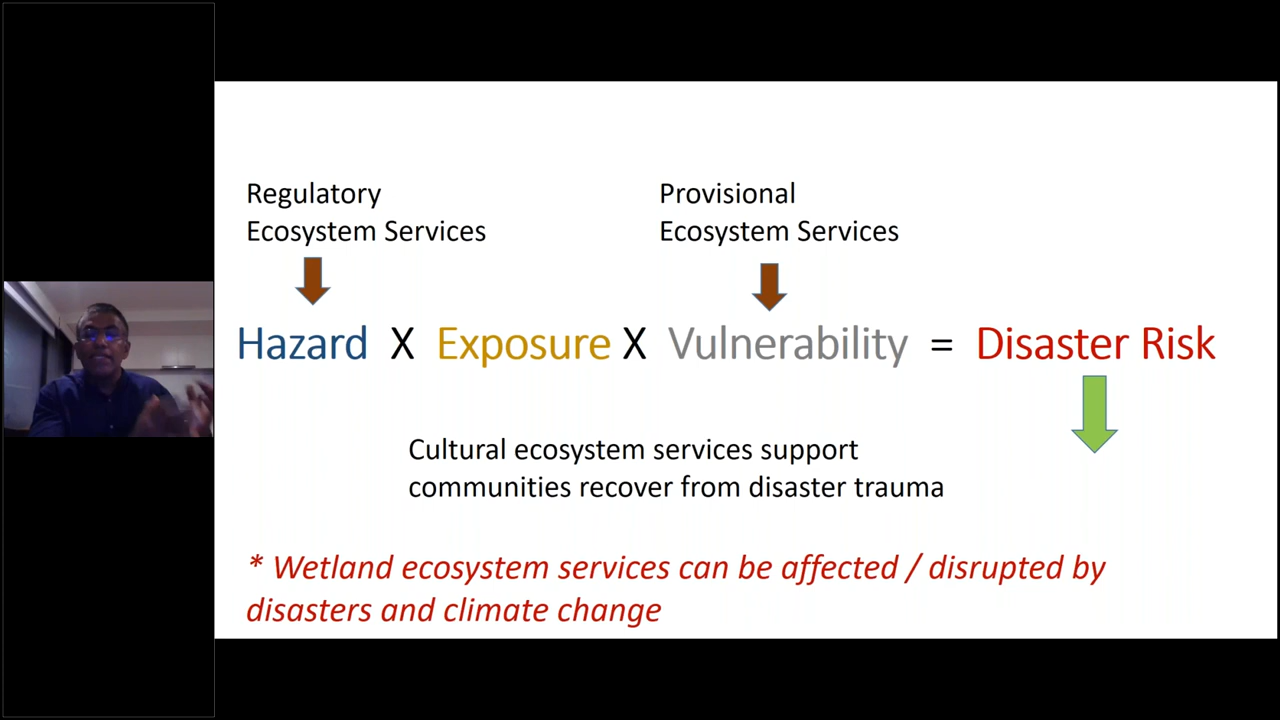 Regulatory
Ecosystem Services
Provisional
Ecosystem Services
Hazard X Exposure X Vulnerability = Disaster Risk
Cultural ecosystem services support
communities recover from disaster trauma
* Wetland ecosystem services can be affected / disrupted by
disasters and climate change